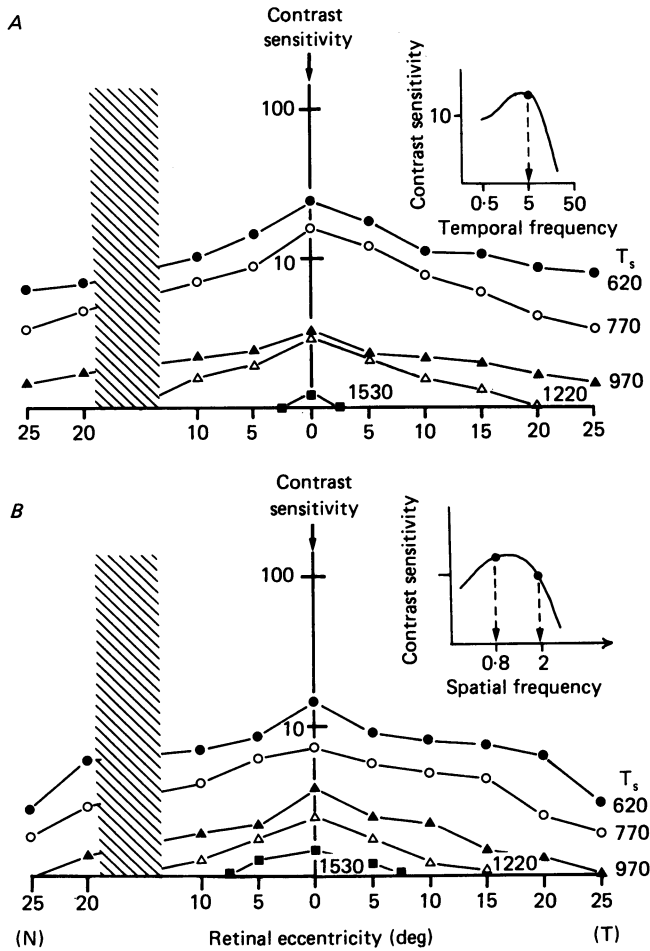 A
Contrast
sensitivity
100
10
Contrast sensitivity
10
0·5 5 50
Temporal frequency
Ts
620
770
970
1220
1530
25 20 10 5 0 5 10 15 20 25
B
Contrast
sensitivity
100
10
Contrast sensitivity
0·8 2
Spatial frequency
Ts
620
770
970
1220
1530
25 20 10 5 0 5 10 15 20 25
(N) Retinal eccentricity (deg) (T)